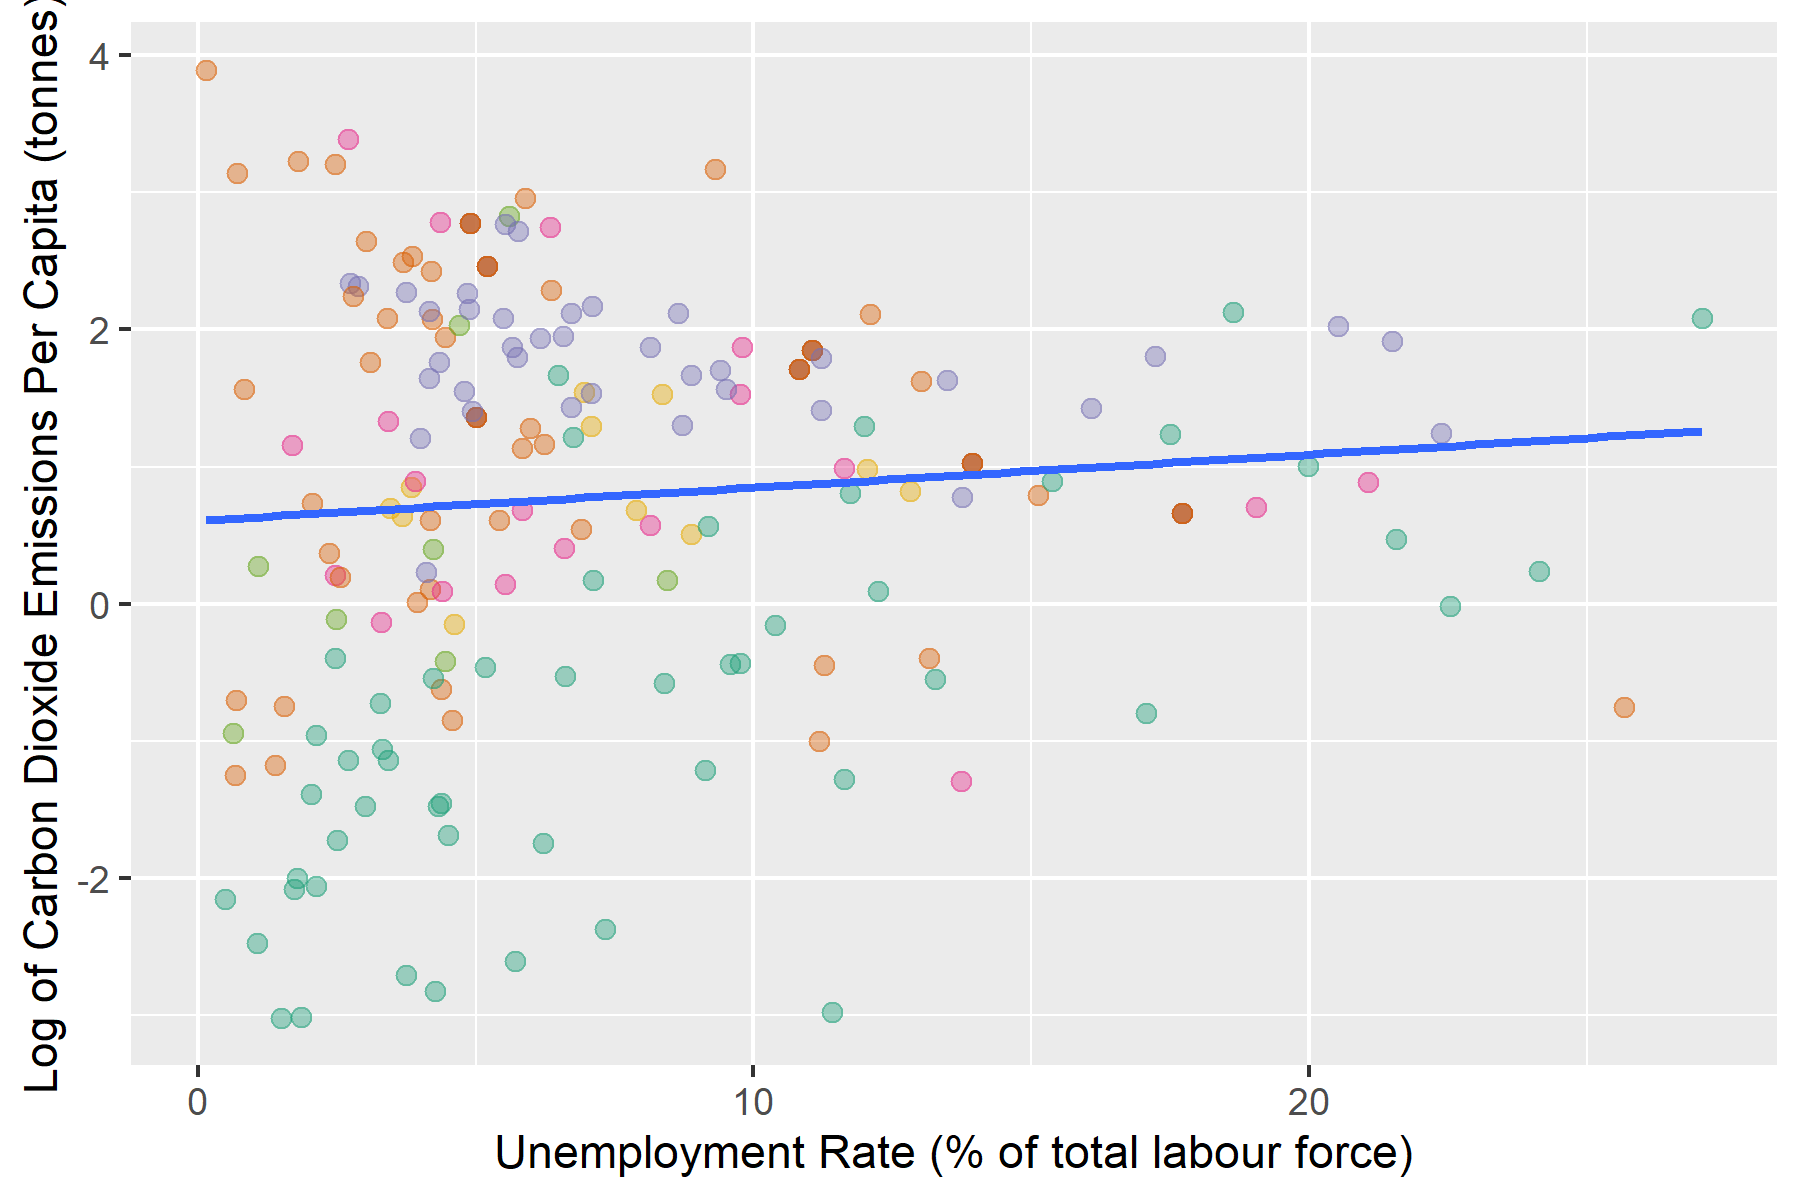 Log of Carbon Dioxide Emissions Per Capita (tonnes)
4
2
0
-2
0 10 20
Unemployment Rate (% of total labour force)